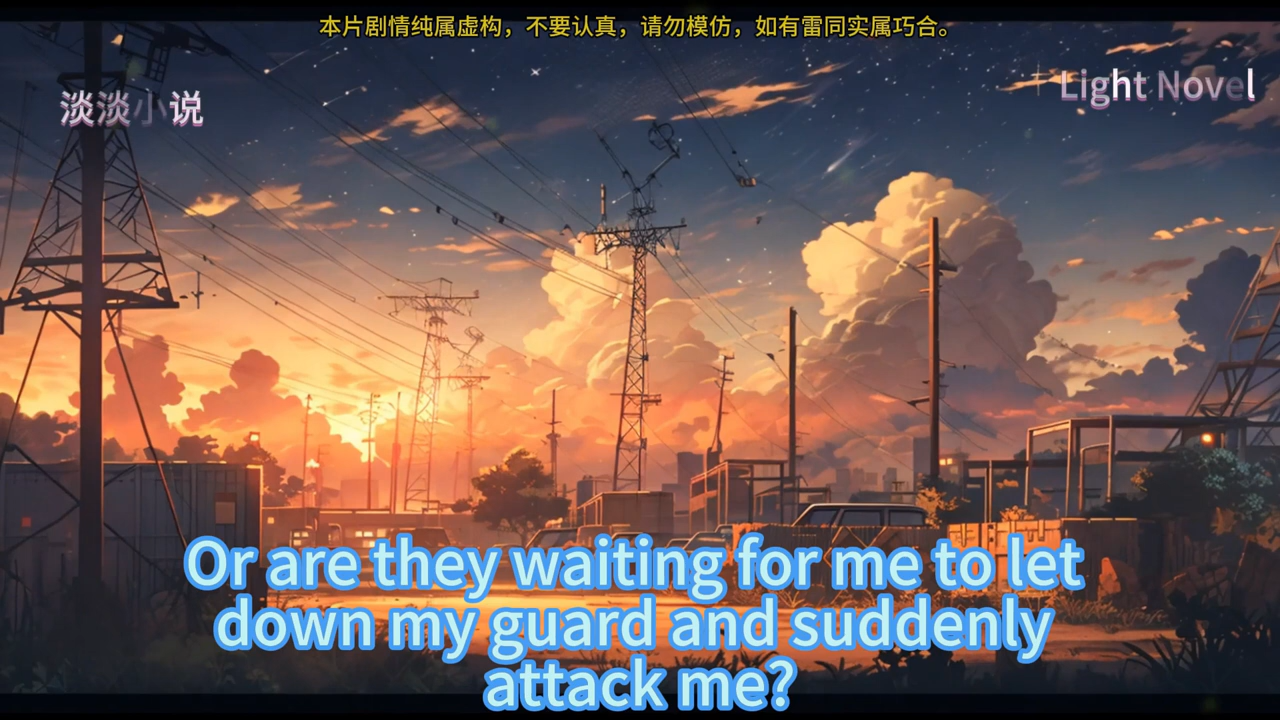 本片剧情纯属虚构，不要认真，请勿模仿，如有雷同实属巧合。
淡淡小说
Light Novel
Or are they waiting for me to let
down my guard and suddenly
attack me?